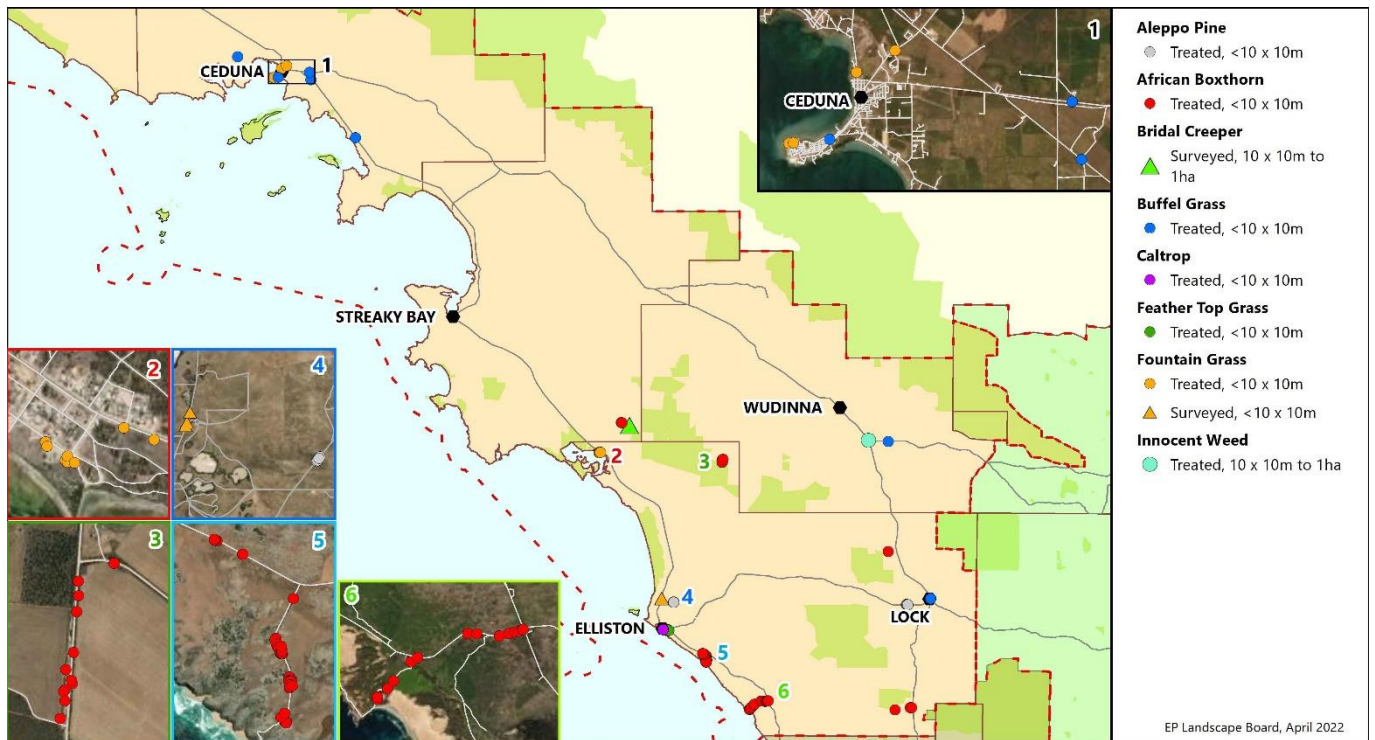 CEDUNA
1
STREAKY BAY
WUDINNA
2
3
4
ELLISTON
LOCK
5
6
1
CEDUNA
2
4
3
5
6
Aleppo Pine
Treated, <10 x 10m
African Boxthorn
Treated, <10 x 10m
Bridal Creeper
Surveyed, 10 x 10m to
1ha
Buffel Grass
Treated, <10 x 10m
Caltrop
Treated, <10 x 10m
Feather Top Grass
Treated, <10 x 10m
Fountain Grass
Treated, <10 x 10m
Surveyed, <10 x 10m
Innocent Weed
Treated, 10 x 10m to 1ha
EP Landscape Board, April 2022